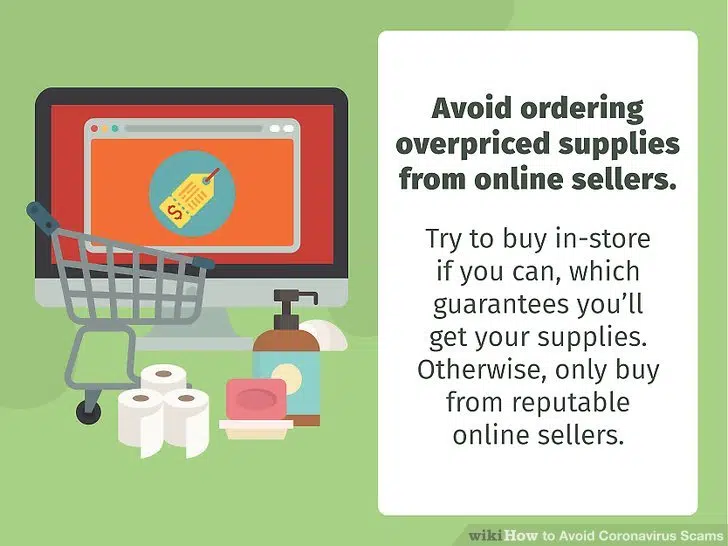 Avoid ordering
overpriced supplies
from online sellers.
Try to buy in-store
if you can, which
guarantees you'll
get your supplies.
Otherwise, only buy
from reputable
online sellers.
$
wikiHow to Avoid Coronavirus Scams